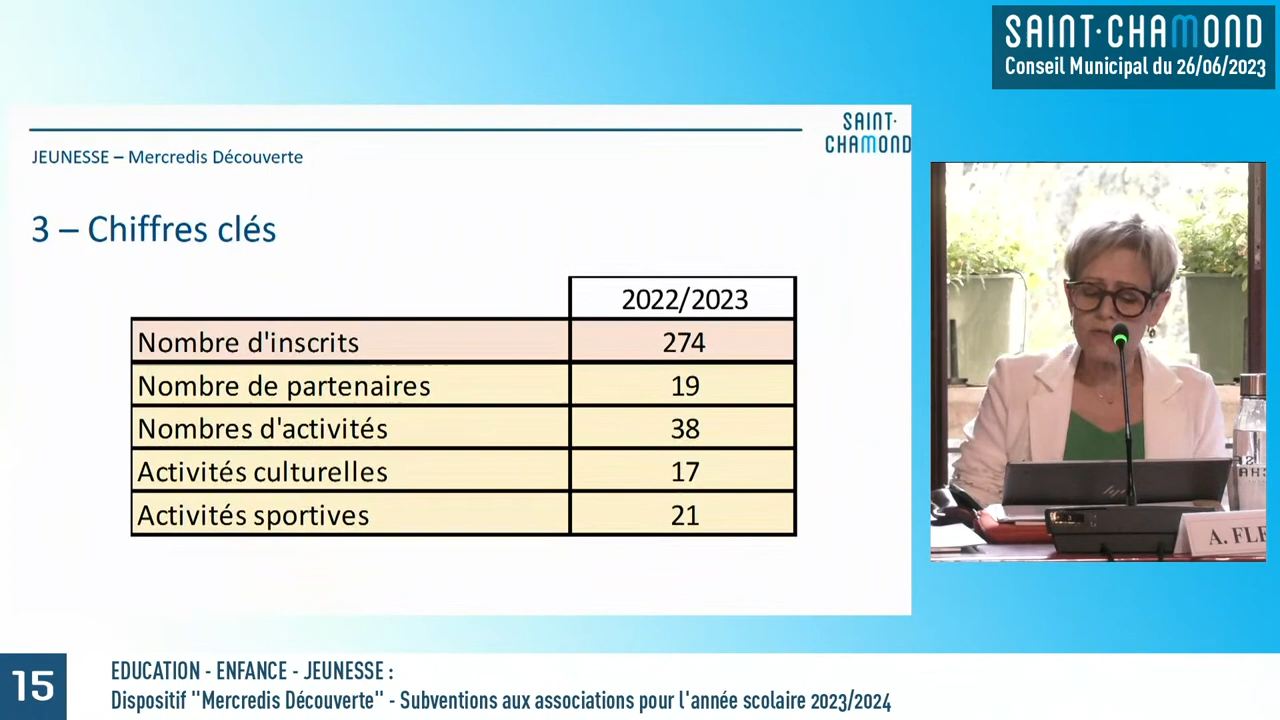 SAINT·CHAMOND
Conseil Municipal du 26/06/2023
SAINT·
CHAMOND
JEUNESSE – Mercredis Découverte
3 – Chiffres clés
2022/2023
Nombre d'inscrits 274
Nombre de partenaires 19
Nombres d'activités 38
Activités culturelles 17
Activités sportives 21
A. FLE
15
EDUCATION - ENFANCE - JEUNESSE :
Dispositif "Mercredis Découverte" - Subventions aux associations pour l'année scolaire 2023/2024